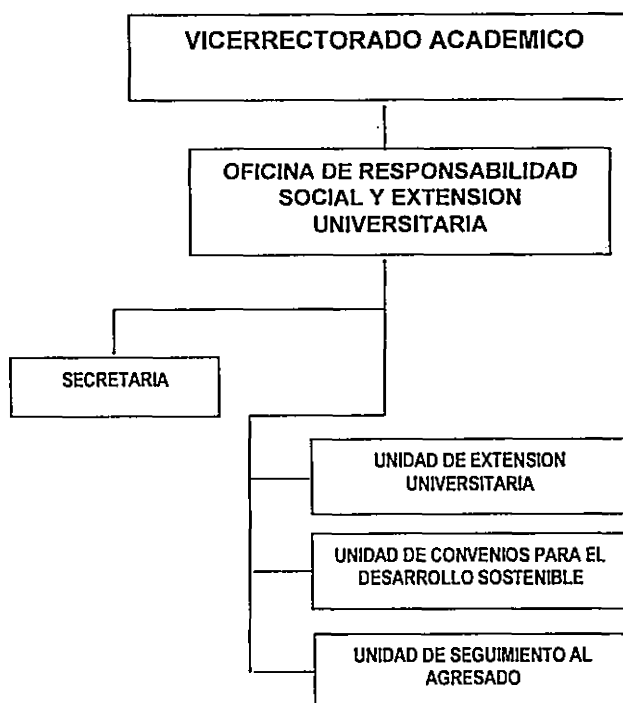 VICERRECTORADO ACADEMICO
OFICINA DE RESPONSABILIDAD
SOCIAL Y EXTENSION
UNIVERSITARIA
SECRETARIA
UNIDAD DE EXTENSION
UNIVERSITARIA
UNIDAD DE CONVENIOS PARA EL
DESARROLLO SOSTENIBLE
UNIDAD DE SEGUIMIENTO AL
AGRESADO